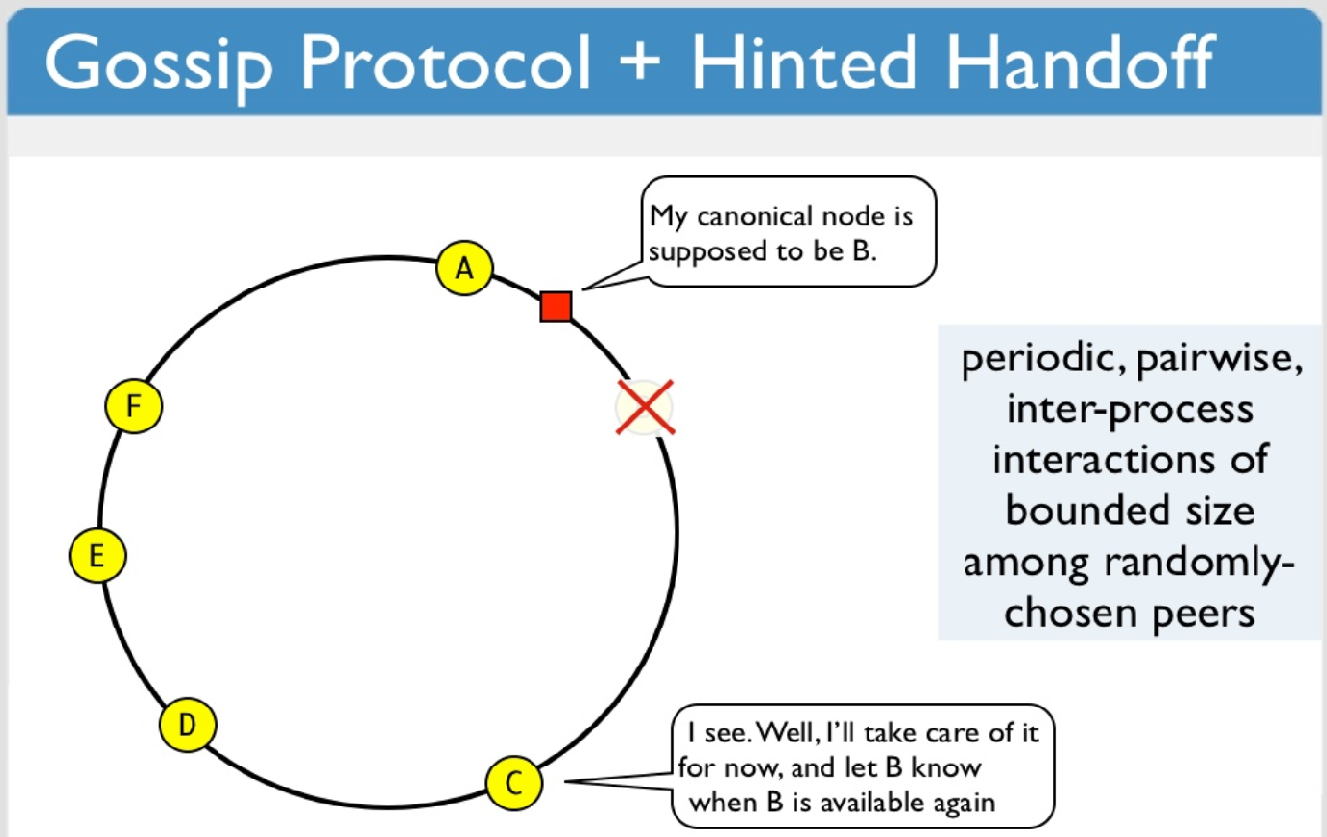 Gossip Protocol + Hinted Handoff
My canonical node is
supposed to be B.
A
F
E
D
C
periodic, pairwise,
inter-process
interactions of
bounded size
among randomly-
chosen peers
I see. Well, I'll take care of it
for now, and let B know
when B is available again